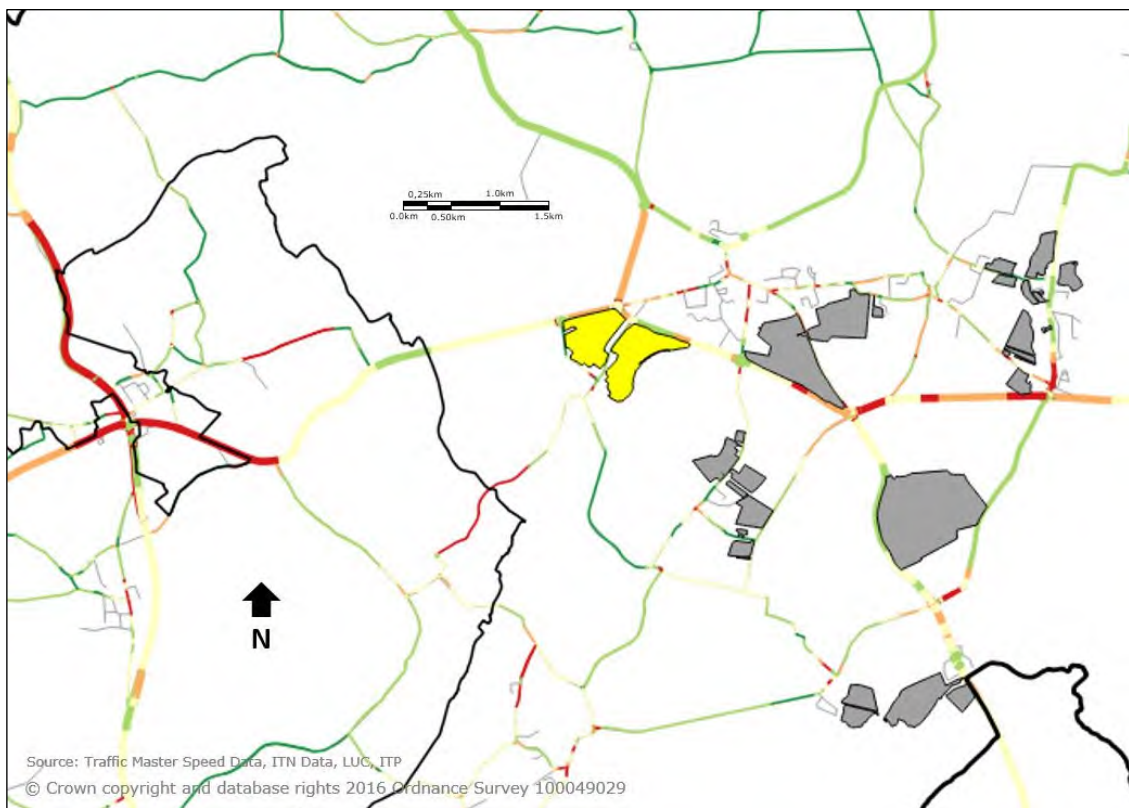 0,25km 1.0km
0.0km 0.50km 1.5km
N
Source: Traffic Master Speed Data, ITN Data, LUC, ITP
© Crown copyright and database rights 2016 Ordnance Survey 100049029